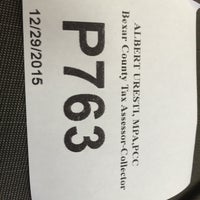 ALBERT URESTI, MPA,PCC
Bexar County Tax Assessor-Collector
P763
12/29/2015